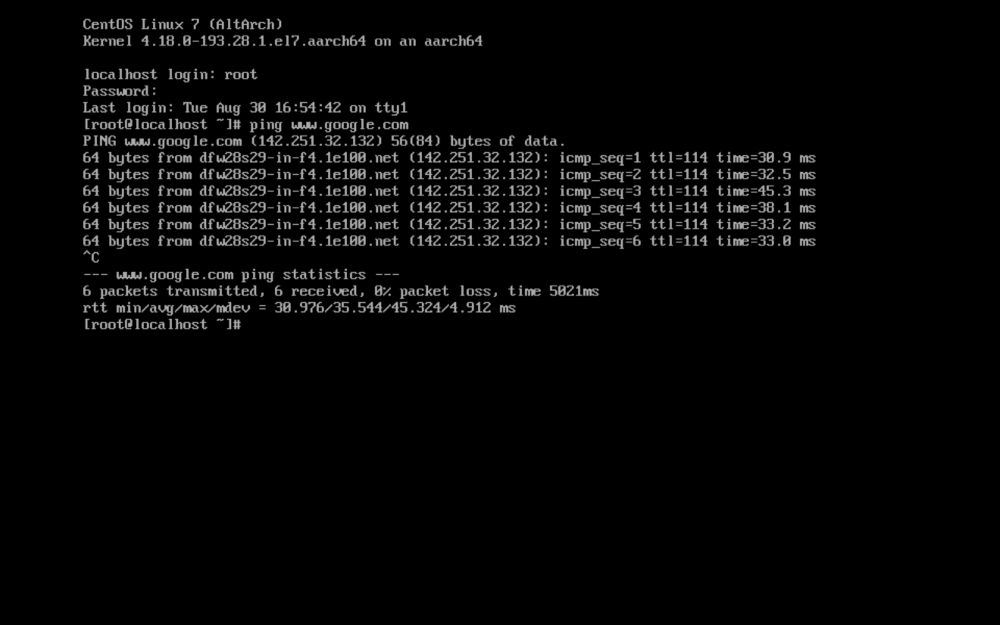 CentOS Linux 7 (AltArch)
Kernel 4.18.0-193.28.1.el7.aarch64 on an aarch64
localhost login: root
Password:
Last login: Tue Aug 30 16:54:42 on tty1
[root@localhost ~]# ping www.google.com
PING www.google.com (142.251.32.132) 56(84) bytes of data.
64 bytes from dfw28s29-in-f4.1e100.net (142.251.32.132): icmp_seq=1 ttl=114 time=30.9 ms
64 bytes from dfw28s29-in-f4.1e100.net (142.251.32.132): icmp_seq=2 ttl=114 time=32.5 ms
64 bytes from dfw28s29-in-f4.1e100.net (142.251.32.132): icmp_seq=3 ttl=114 time=45.3 ms
64 bytes from dfw28s29-in-f4.1e100.net (142.251.32.132): icmp_seq=4 ttl=114 time=38.1 ms
64 bytes from dfw28s29-in-f4.1e100.net (142.251.32.132): icmp_seq=5 ttl=114 time=33.2 ms
64 bytes from dfw28s29-in-f4.1e100.net (142.251.32.132): icmp_seq=6 ttl=114 time=33.0 ms
^C
--- www.google.com ping statistics ---
6 packets transmitted, 6 received, 0% packet loss, time 5021ms
rtt min/avg/max/mdev = 30.976/35.544/45.324/4.912 ms
[root@localhost ~]#